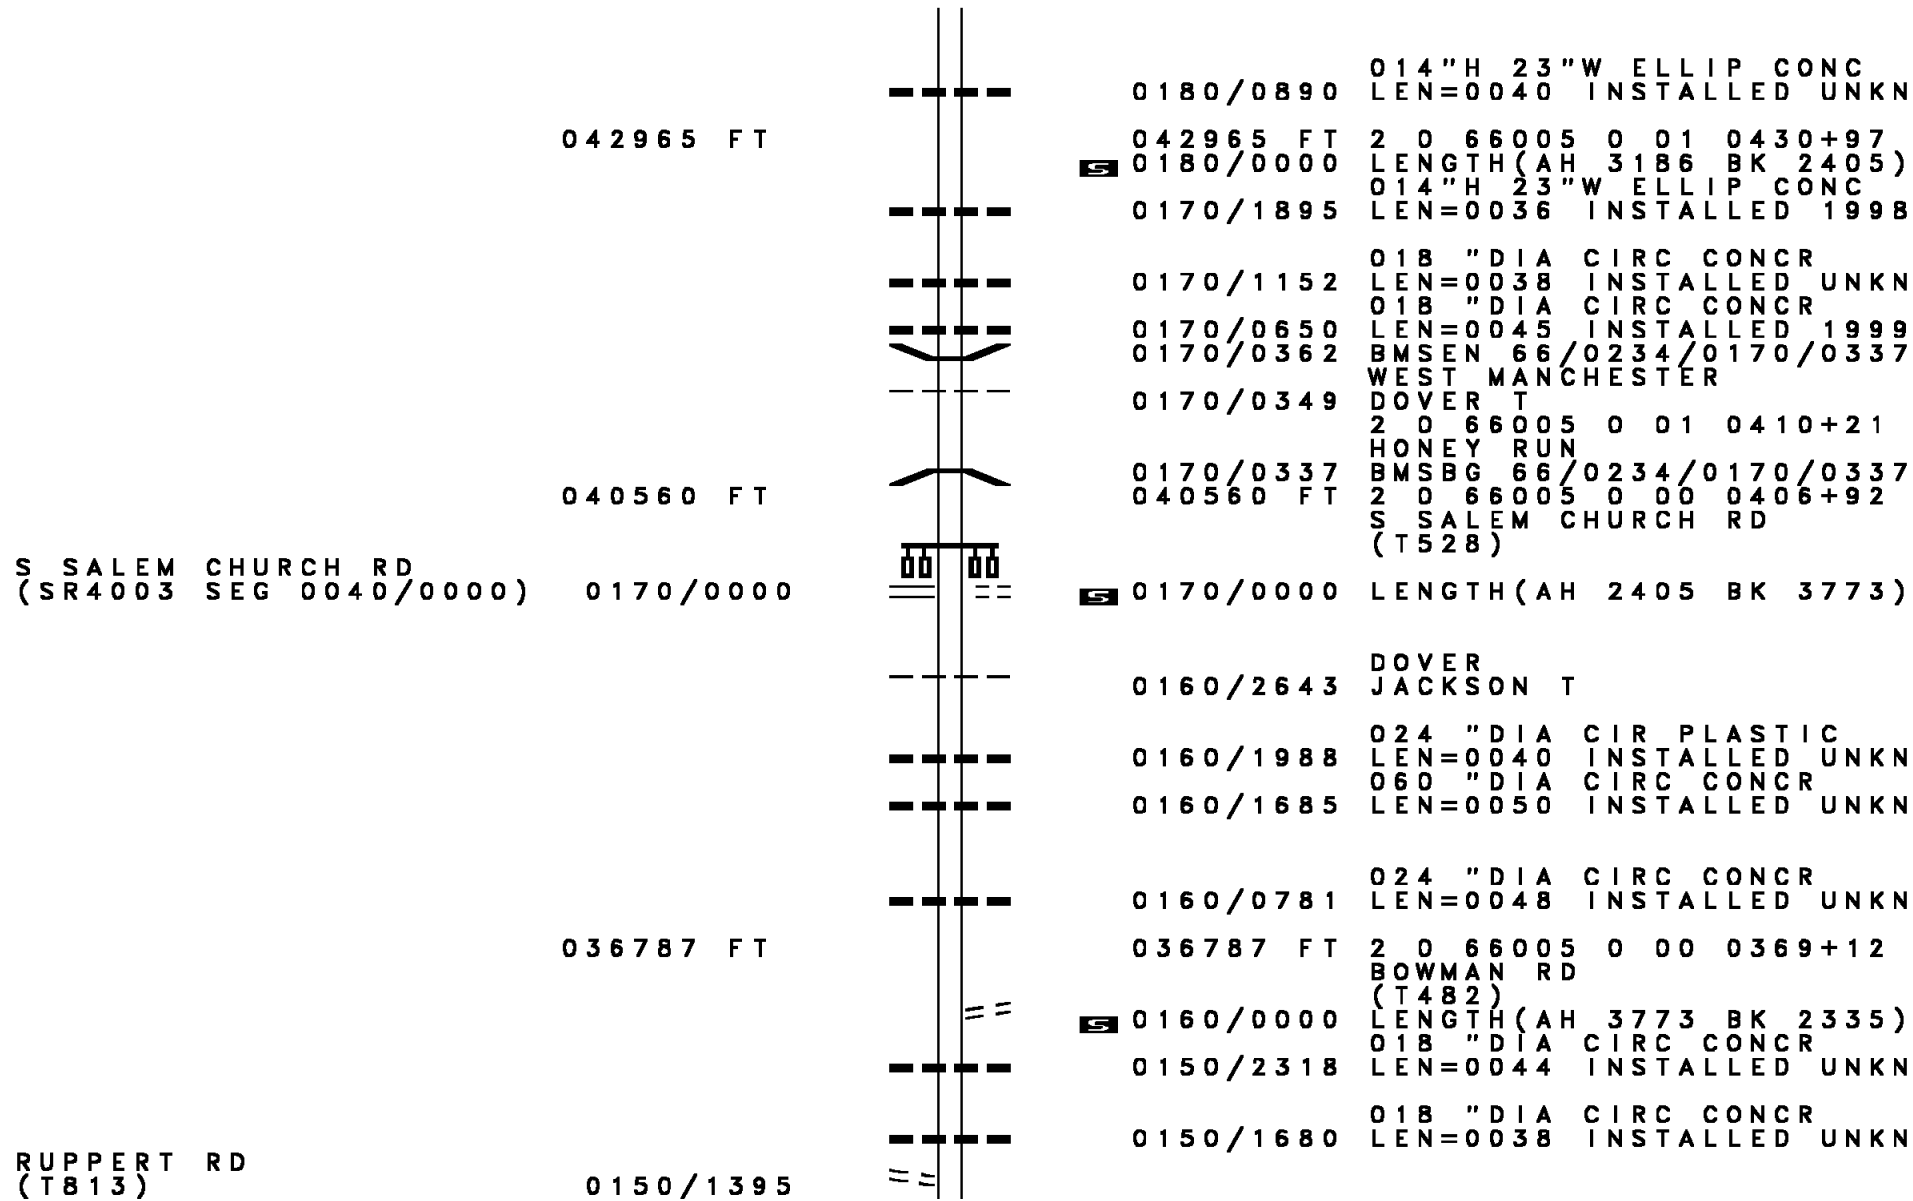 014"H 23"W ELLIP CONC
0180/0890 LEN=0040 INSTALLED UNKN
042965 FT 042965 FT 2 0 66005 0 01 0430+97
S 0180/0000 LENGTH(AH 3186 BK 2405)
014"H 23"W ELLIP CONC
0170/1895 LEN=0036 INSTALLED 1998
018 "DIA CIRC CONCR
0170/1152 LEN=0038 INSTALLED UNKN
018 "DIA CIRC CONCR
0170/0650 LEN=0045 INSTALLED 1999
0170/0362 BMSEN 66/0234/0170/0337
WEST MANCHESTER
0170/0349 DOVER T
2 0 66005 0 01 0410+21
HONEY RUN
0170/0337 BMSBG 66/0234/0170/0337
040560 FT 040560 FT 2 0 66005 0 00 0406+92
S SALEM CHURCH RD
(T528)
S SALEM CHURCH RD
(SR4003 SEG 0040/0000) 0170/0000 S 0170/0000 LENGTH(AH 2405 BK 3773)
DOVER
0160/2643 JACKSON T
024 "DIA CIR PLASTIC
0160/1988 LEN=0040 INSTALLED UNKN
060 "DIA CIRC CONCR
0160/1685 LEN=0050 INSTALLED UNKN
024 "DIA CIRC CONCR
0160/0781 LEN=0048 INSTALLED UNKN
036787 FT 036787 FT 2 0 66005 0 00 0369+12
BOWMAN RD
(T482)
S 0160/0000 LENGTH(AH 3773 BK 2335)
018 "DIA CIRC CONCR
0150/2318 LEN=0044 INSTALLED UNKN
018 "DIA CIRC CONCR
0150/1680 LEN=0038 INSTALLED UNKN
RUPPERT RD
(T813) 0150/1395